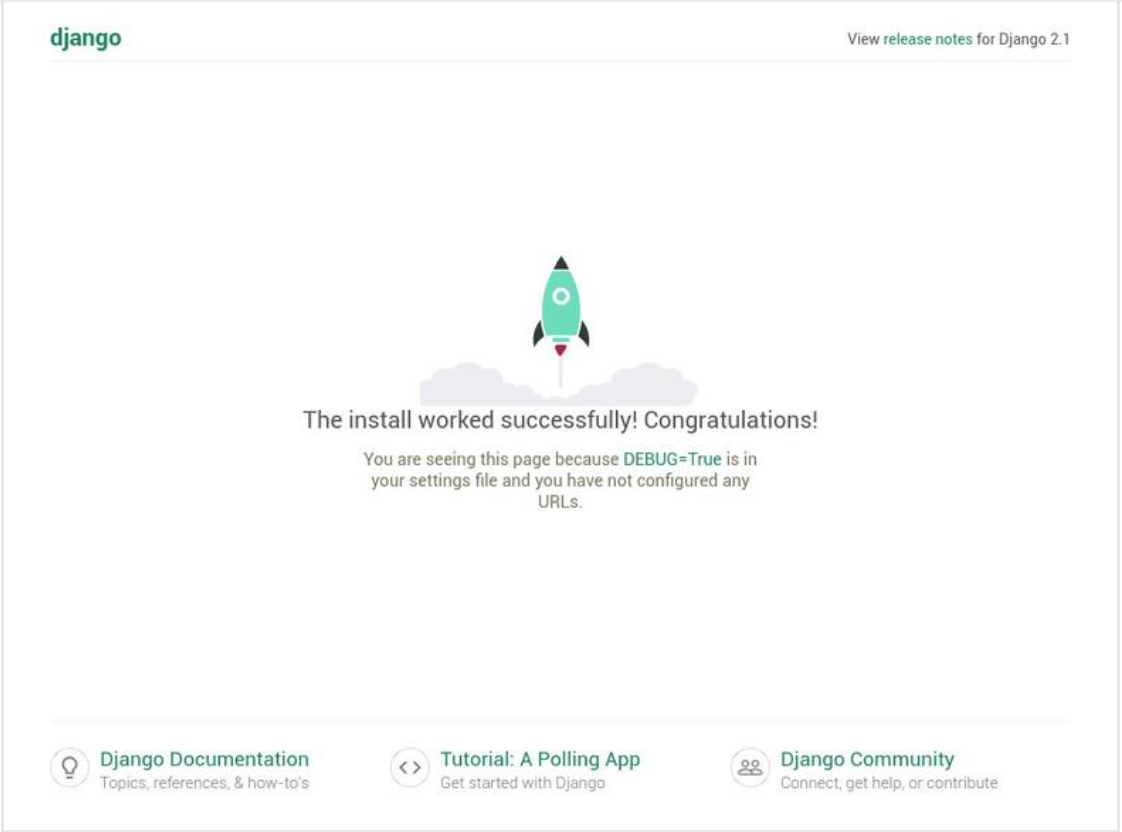 django
View release notes for Django 2.1
The install worked successfully! Congratulations!
You are seeing this page because DEBUG=True is in
your settings file and you have not configured any
URLs.
Django Documentation
Topics, references, & how-to's
Tutorial: A Polling App
Get started with Django
Django Community
Connect, get help, or contribute